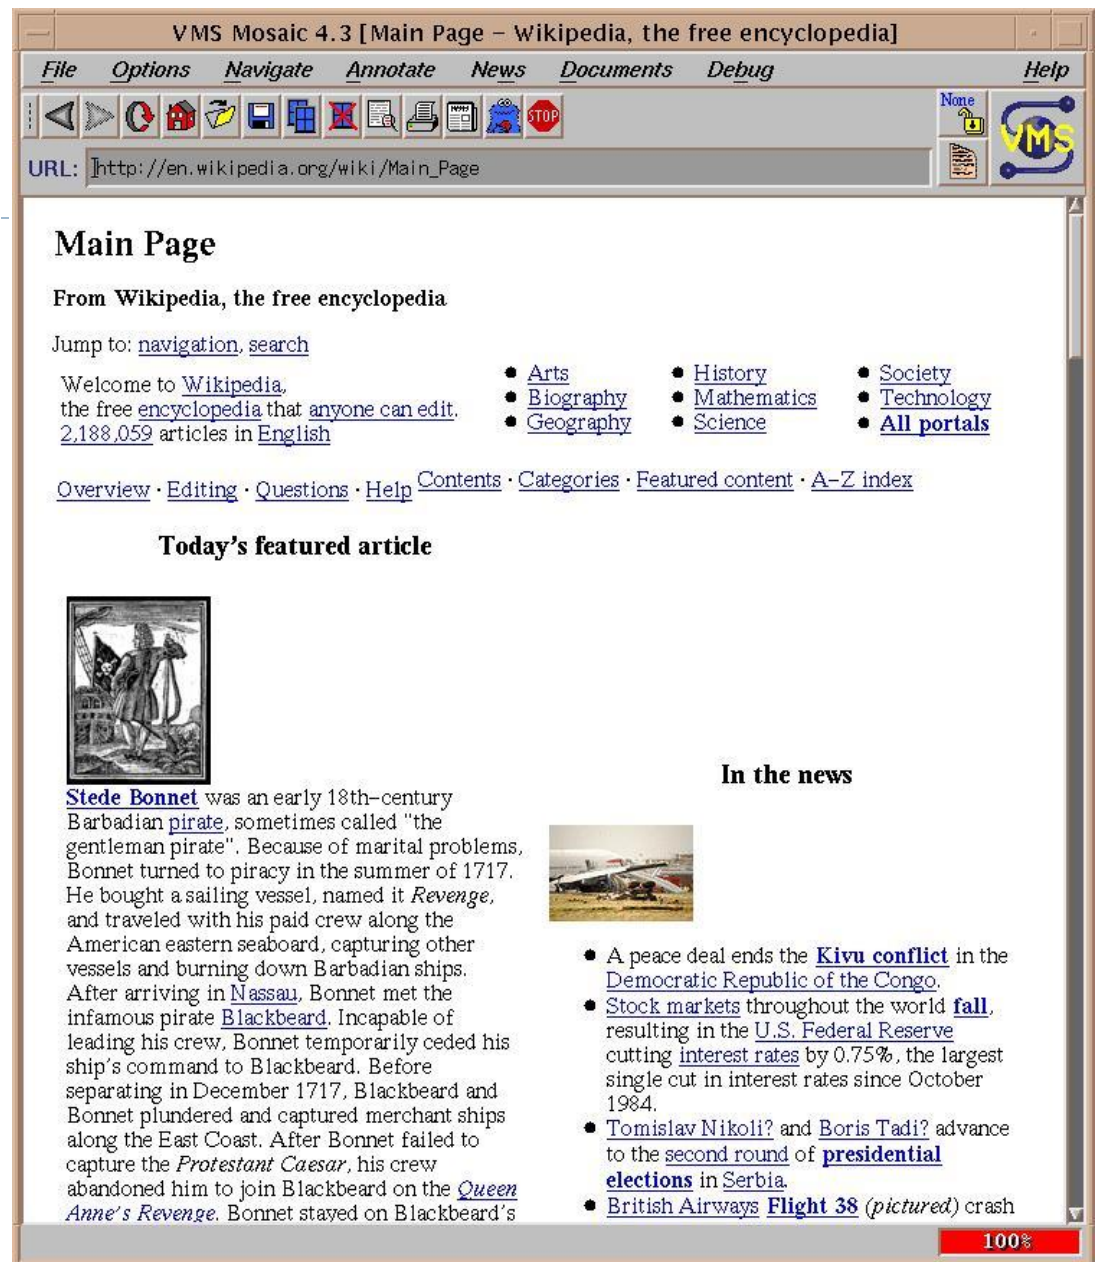 VMS Mosaic 4.3 [Main Page – Wikipedia, the free encyclopedia]
File Options Navigate Annotate News Documents Debug Help
STOP
None
VMS
URL: http://en.wikipedia.org/wiki/Main_Page
Main Page
From Wikipedia, the free encyclopedia
Jump to: navigation, search
Welcome to Wikipedia,
the free encyclopedia that anyone can edit.
2,188,059 articles in English
Arts
Biography
Geography
History
Mathematics
Science
Society
Technology
All portals
Overview · Editing · Questions · Help Contents · Categories · Featured content · A–Z index
Today's featured article
Stede Bonnet was an early 18th–century
Barbadian pirate, sometimes called "the
gentleman pirate". Because of marital problems,
Bonnet turned to piracy in the summer of 1717.
He bought a sailing vessel, named it Revenge,
and traveled with his paid crew along the
American eastern seaboard, capturing other
vessels and burning down Barbadian ships.
After arriving in Nassau, Bonnet met the
infamous pirate Blackbeard. Incapable of
leading his crew, Bonnet temporarily ceded his
ship's command to Blackbeard. Before
separating in December 1717, Blackbeard and
Bonnet plundered and captured merchant ships
along the East Coast. After Bonnet failed to
capture the Protestant Caesar, his crew
abandoned him to join Blackbeard on the Queen
Anne's Revenge. Bonnet stayed on Blackbeard's
In the news
A peace deal ends the Kivu conflict in the
Democratic Republic of the Congo.
Stock markets throughout the world fall,
resulting in the U.S. Federal Reserve
cutting interest rates by 0.75%, the largest
single cut in interest rates since October
1984.
Tomislav Nikoli? and Boris Tadi? advance
to the second round of presidential
elections in Serbia.
British Airways Flight 38 (pictured) crash
100%